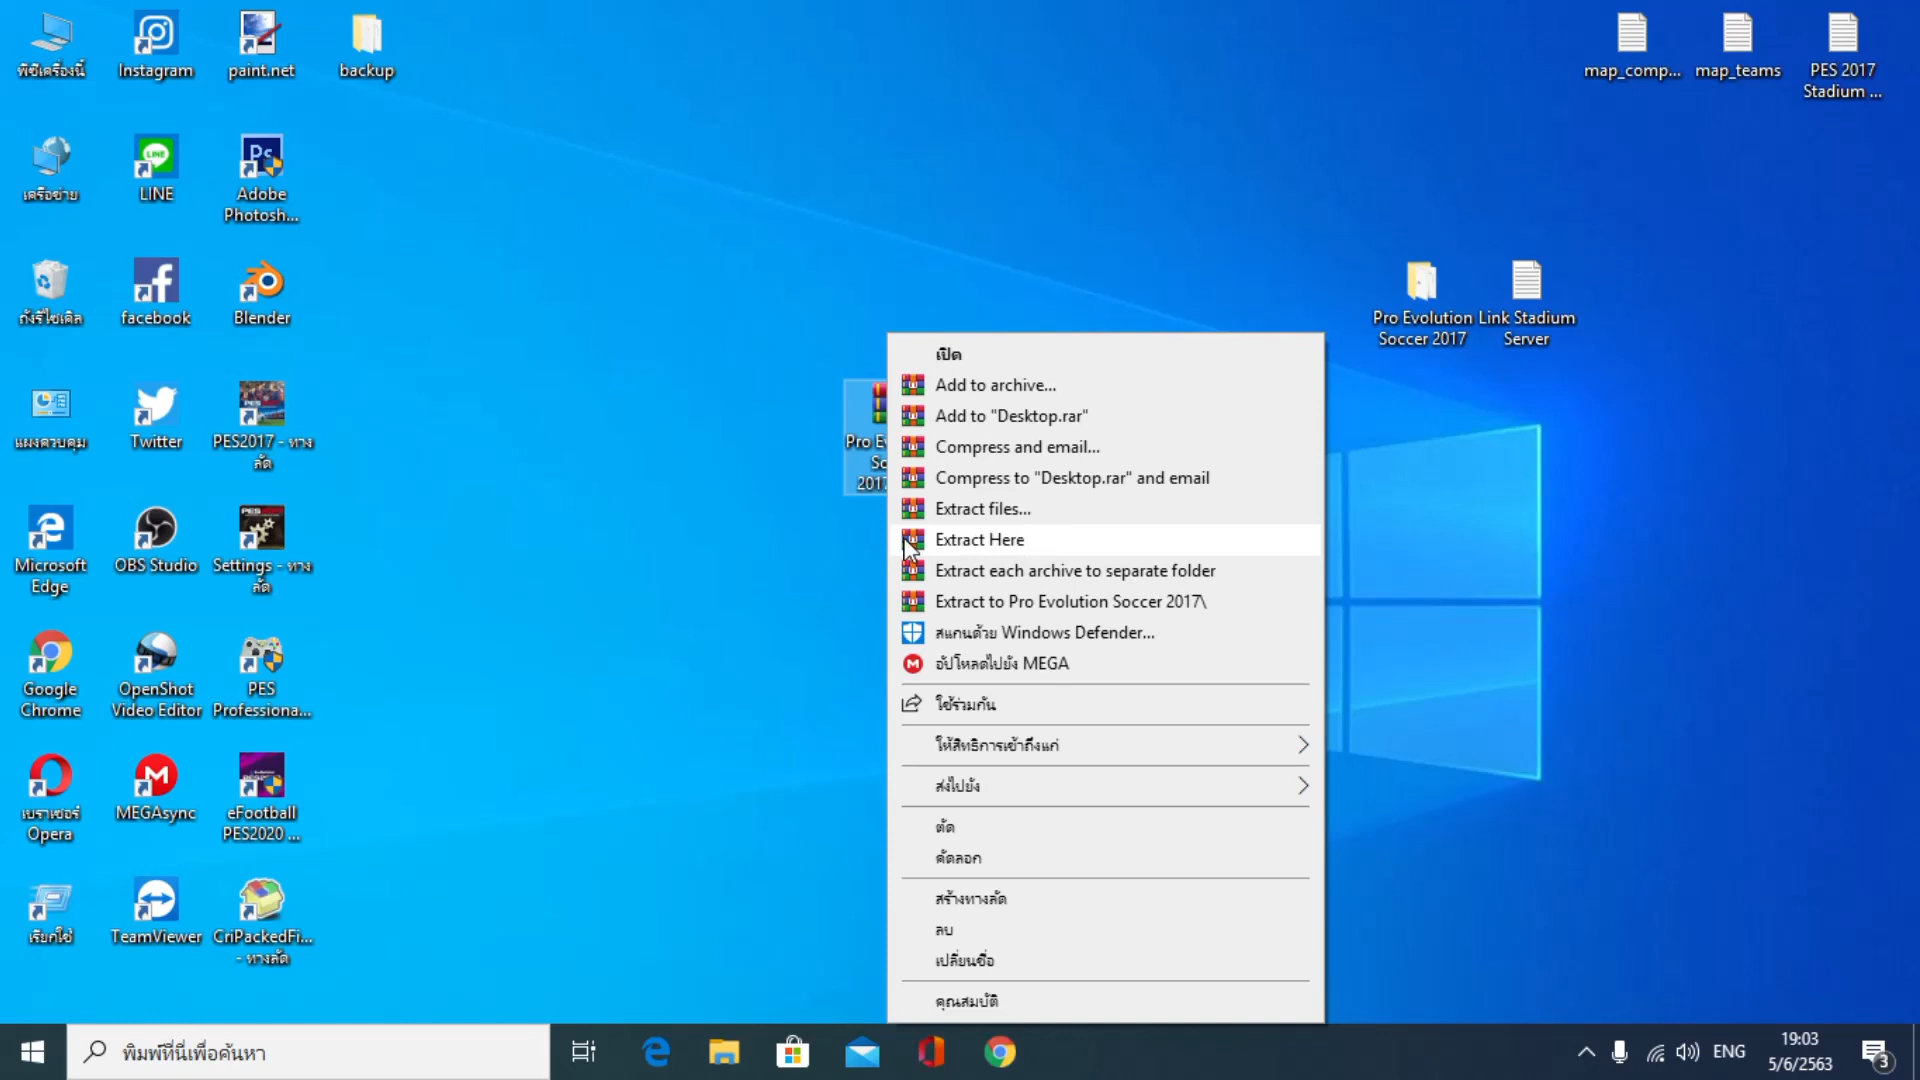 พีซีเครื่องนี้
Instagram
paint.net
backup
map_comp...
map_teams
PES 2017
Stadium ...
เครือข่าย
LINE
Adobe
Photosh...
ถังรีไซเคิล
facebook
Blender
Pro Evolution
Soccer 2017
Link Stadium
Server
แผงควบคุม
Twitter
PES2017 - ทาง
ลัด
Microsoft
Edge
OBS Studio
Settings - ทาง
ลัด
Google
Chrome
OpenShot
Video Editor
PES
Professiona...
เบราเซอร์
Opera
MEGAsync
eFootball
PES2020 ...
เรียกใช้
TeamViewer
CriPackedFi...
- ทางลัด
Pro E
So
2017
เปิด
Add to archive...
Add to "Desktop.rar"
Compress and email...
Compress to "Desktop.rar" and email
Extract files...
Extract Here
Extract each archive to separate folder
Extract to Pro Evolution Soccer 2017\
สแกนด้วย Windows Defender...
อัปโหลดไปยัง MEGA
ใช้ร่วมกัน
ให้สิทธิการเข้าถึงแก่
ส่งไปยัง
ตัด
คัดลอก
สร้างทางลัด
ลบ
เปลี่ยนชื่อ
คุณสมบัติ
พิมพ์ที่นี่เพื่อค้นหา
ENG
19:03
5/6/2563
3